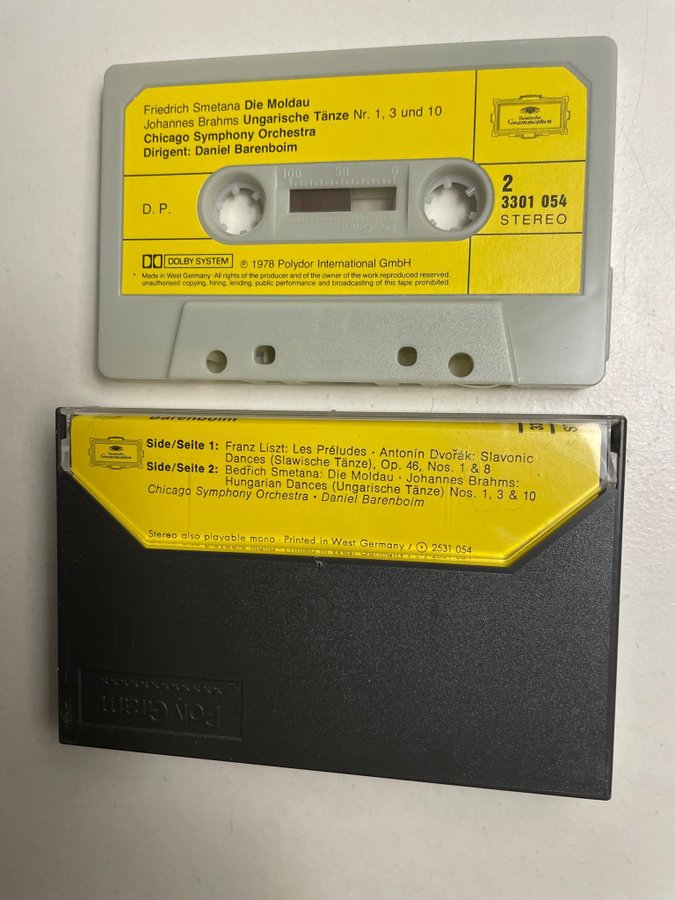 Friedrich Smetana Die Moldau
Johannes Brahms Ungarische Tänze Nr. 1, 3 und 10
Chicago Symphony Orchestra
Dirigent: Daniel Barenboim
Deutsche
Grammophon
100 50 0
D. P.
2
3301 054
STEREO
PolyGram
DOLBY SYSTEM ℗ 1978 Polydor International GmbH
* Made in West Germany · All rights of the producer and of the owner of the work reproduced reserved,
unauthorised copying, hiring, lending, public performance and broadcasting of this tape prohibited.
Barenboim
Deutsche
Grammophon
Side/Seite 1: Franz Liszt: Les Préludes · Antonín Dvořák: Slavonic
Dances (Slawische Tänze), Op. 46, Nos. 1 & 8
Side/Seite 2: Bedřich Smetana: Die Moldau · Johannes Brahms:
Hungarian Dances (Ungarische Tänze) Nos. 1, 3 & 10
Chicago Symphony Orchestra · Daniel Barenboim
Stereo also playable mono · Printed in West Germany / ⊙ 2531 054
PolyGram